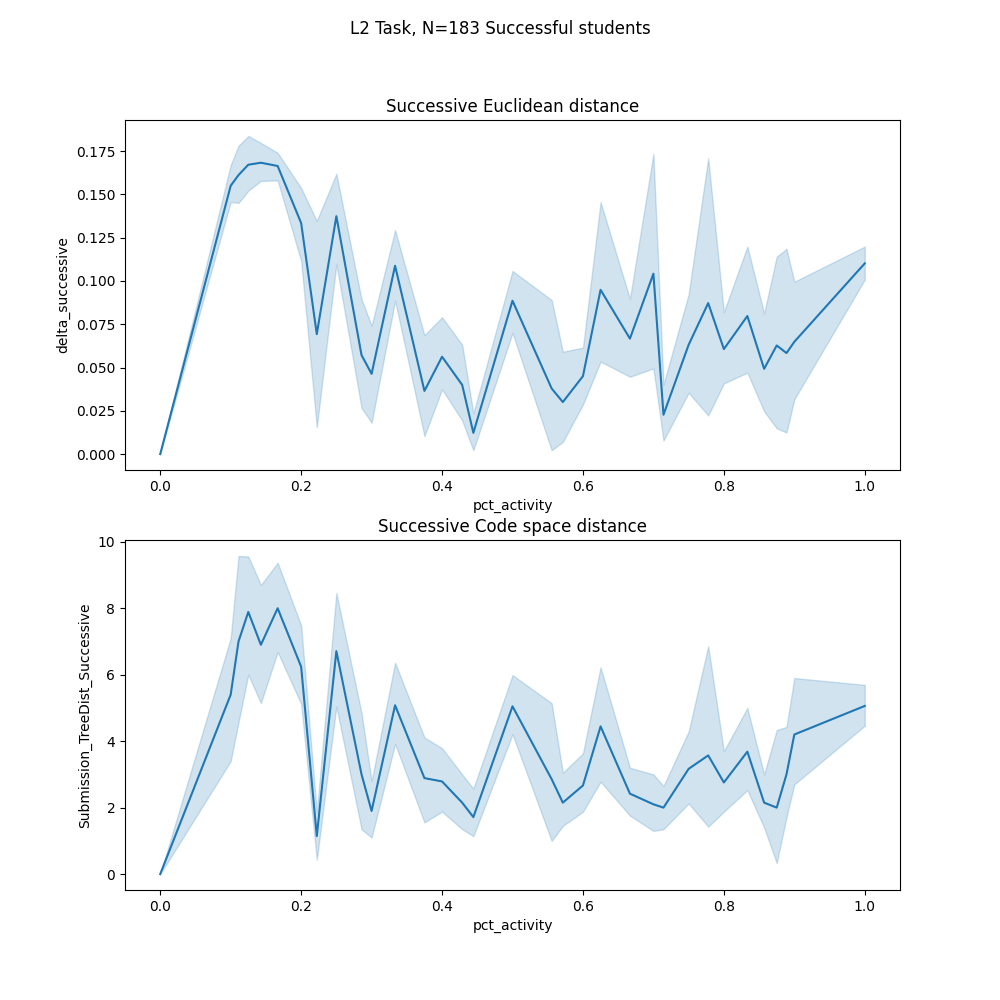 L2 Task, N=183 Successful students
Successive Euclidean distance
0.175
0.150
0.125
0.100
0.075
0.050
0.025
0.000
delta_successive
0.0 0.2 0.4 0.6 0.8 1.0
pct_activity
Successive Code space distance
10
8
6
4
2
0
Submission_TreeDist_Successive
0.0 0.2 0.4 0.6 0.8 1.0
pct_activity